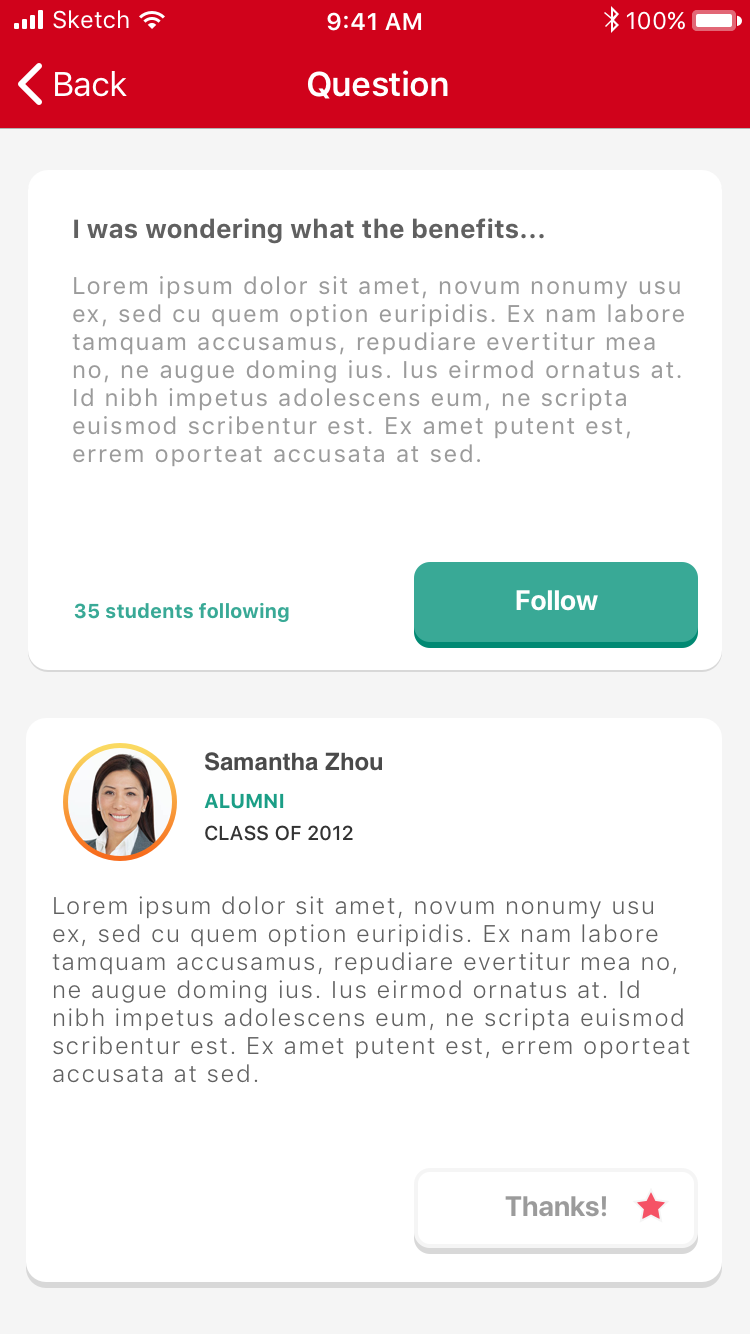 Sketch 9:41 AM 100%
Back Question
I was wondering what the benefits...
Lorem ipsum dolor sit amet, novum nonumy usu
ex, sed cu quem option euripidis. Ex nam labore
tamquam accusamus, repudiare evertitur mea
no, ne augue doming ius. Ius eirmod ornatus at.
Id nibh impetus adolescens eum, ne scripta
euismod scribentur est. Ex amet putent est,
errem oporteat accusata at sed.
35 students following
Follow
Samantha Zhou
ALUMNI
CLASS OF 2012
Lorem ipsum dolor sit amet, novum nonumy usu
ex, sed cu quem option euripidis. Ex nam labore
tamquam accusamus, repudiare evertitur mea no,
ne augue doming ius. Ius eirmod ornatus at. Id
nibh impetus adolescens eum, ne scripta euismod
scribentur est. Ex amet putent est, errem oporteat
accusata at sed.
Thanks!